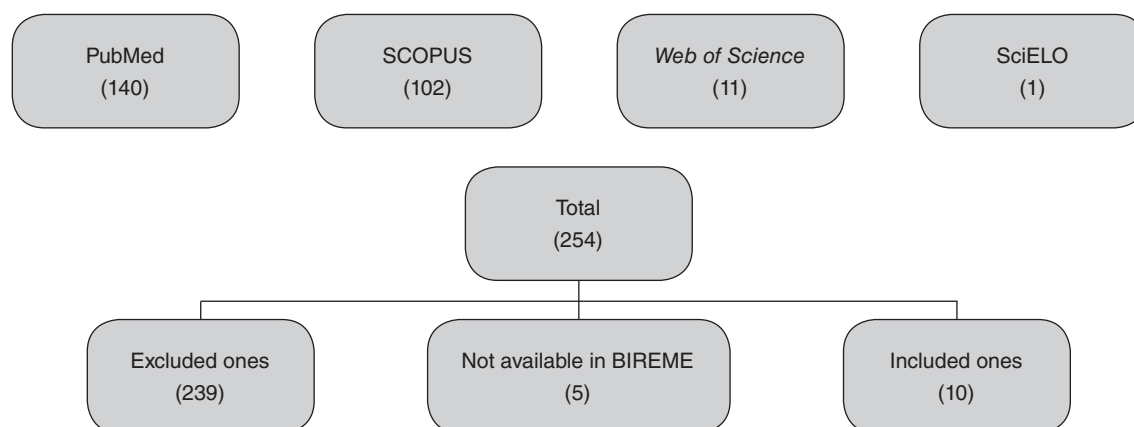 PubMed
(140)
SCOPUS
(102)
Web of Science
(11)
SciELO
(1)
Total
(254)
Excluded ones
(239)
Not available in BIREME
(5)
Included ones
(10)